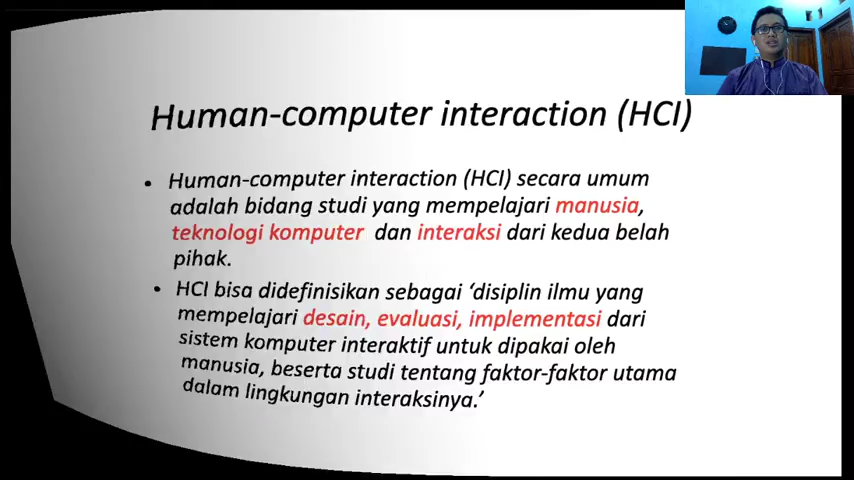 Human-computer interaction (HCI)
• Human-computer interaction (HCI) secara umum
adalah bidang studi yang mempelajari manusia,
teknologi komputer dan interaksi dari kedua belah
pihak.
• HCI bisa didefinisikan sebagai ‘disiplin ilmu yang
mempelajari desain, evaluasi, implementasi dari
sistem komputer interaktif untuk dipakai oleh
manusia, beserta studi tentang faktor-faktor utama
dalam lingkungan interaksinya.’